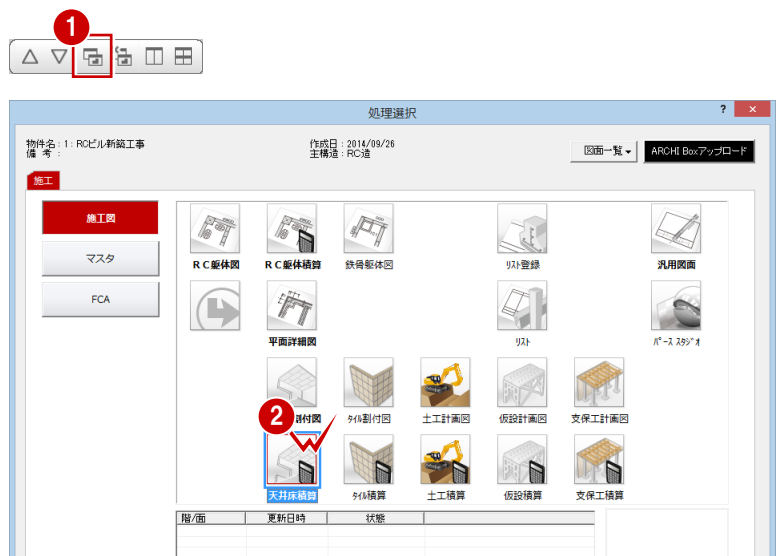 1
処理選択
? ×
物件名：1：RCビル新築工事
作成日：2014/09/26
備 考：
主構造：RC造
図面一覧
ARCHI Boxアップロード
施工
施工図
マスタ
FCA
RC躯体図 RC躯体積算 鉄骨躯体図 リスト登録 汎用図面
平面詳細図 リスト パース スタジオ
割付図 タイル割付図 土工計画図 仮設計画図 支保工計画図
2
天井床積算 タイル積算 土工積算 仮設積算 支保工積算
階/面 更新日時 状態